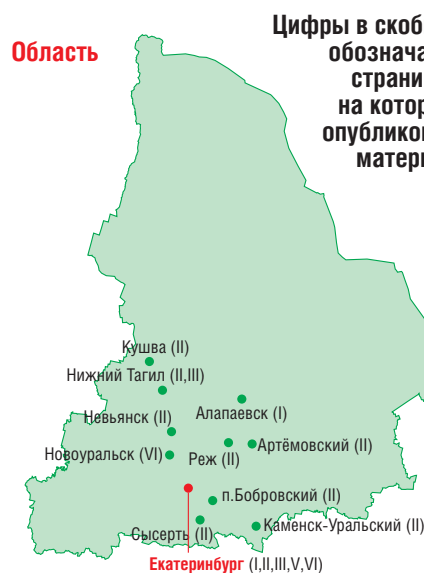 Область
Цифры в скоб
обознача
страни
на котор
опубликов
матери
Кушва (II)
Нижний Тагил (II,III)
Алапаевск (I)
Невьянск (II)
Артёмовский (II)
Реж (II)
Новоуральск (VI)
п.Бобровский (II)
Каменск-Уральский (II)
Сысерть (II)
Екатеринбург (I,II,III,V,VI)